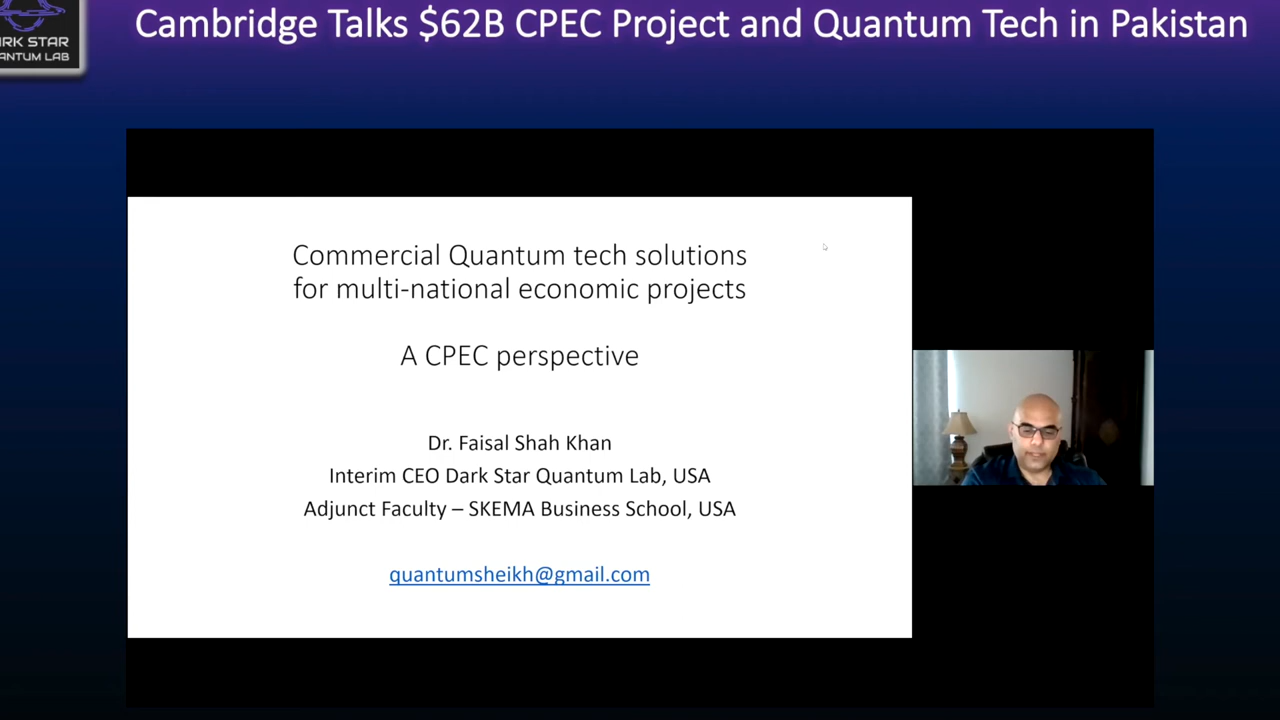 Cambridge Talks $62B CPEC Project and Quantum Tech in Pakistan
STAR
LAB
Commercial Quantum tech solutions
for multi-national economic projects
A CPEC perspective
Dr. Faisal Shah Khan
Interim CEO Dark Star Quantum Lab, USA
Adjunct Faculty – SKEMA Business School, USA
quantumsheikh@gmail.com